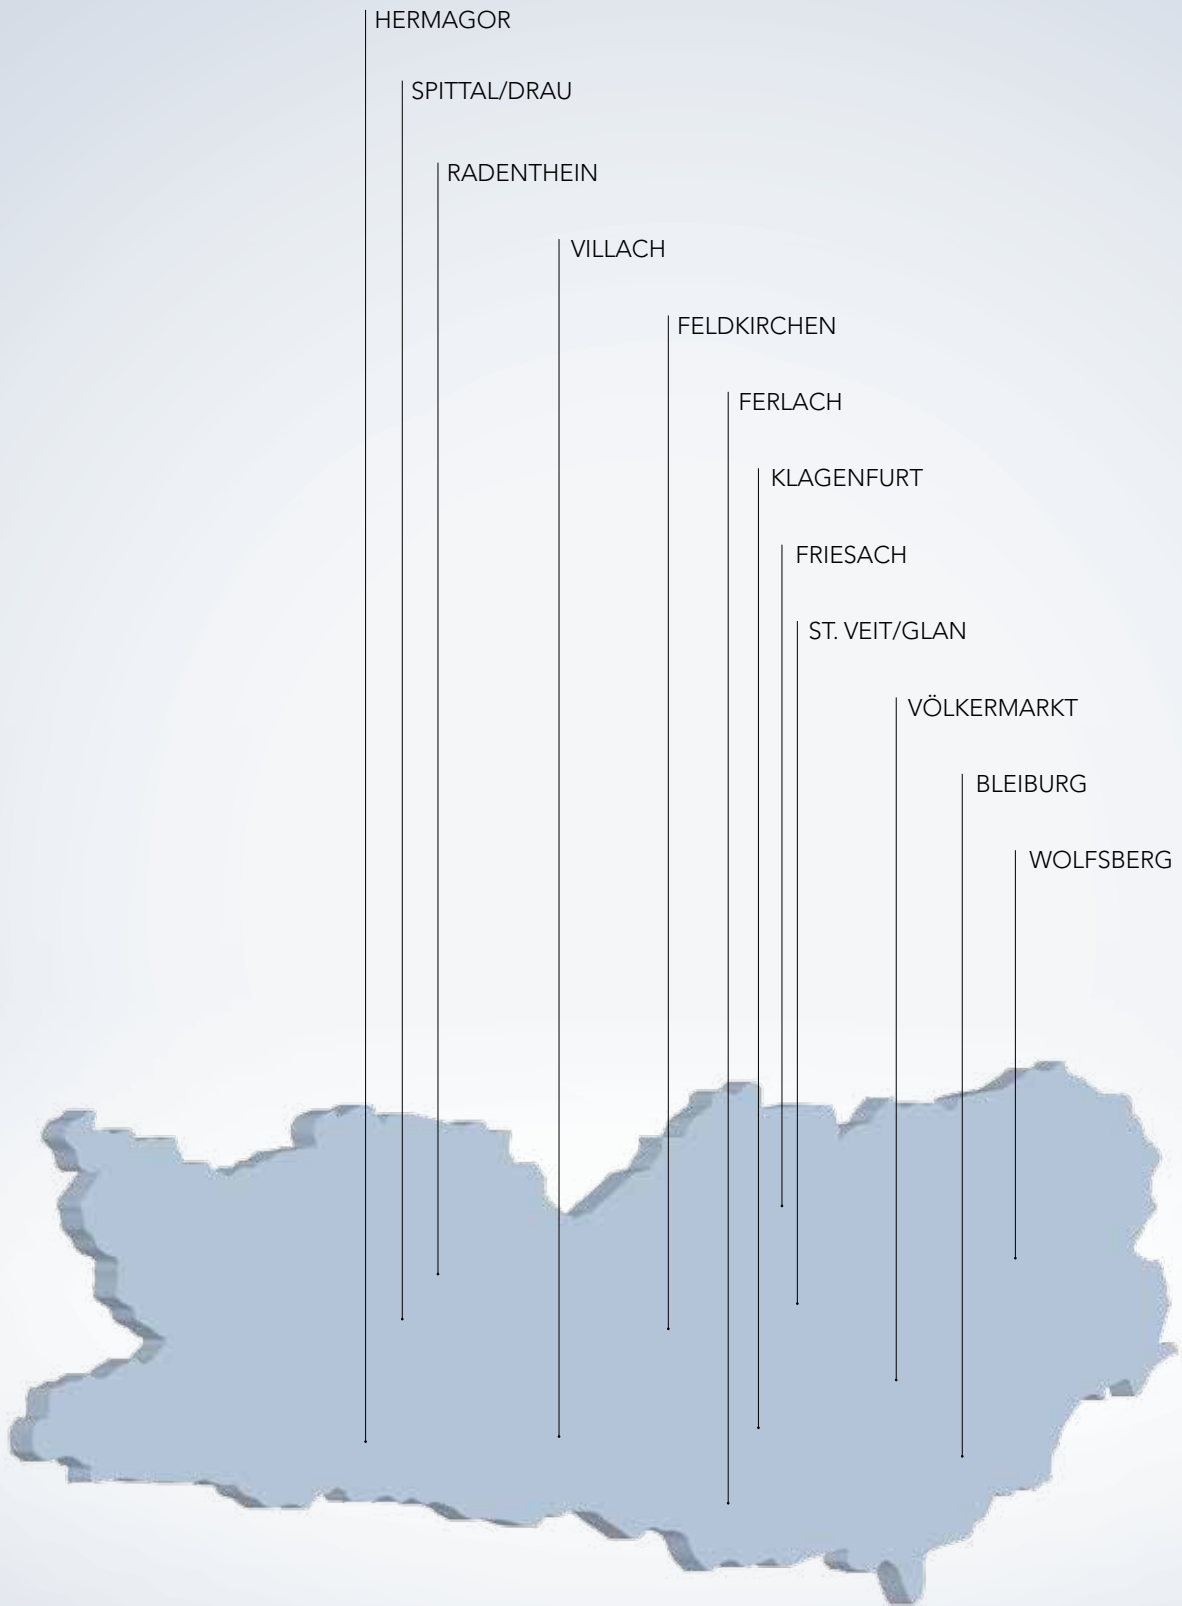 HERMAGOR
SPITTAL/DRAU
RADENTHEIN
VILLACH
FELDKIRCHEN
FERLACH
KLAGENFURT
FRIESACH
ST. VEIT/GLAN
VÖLKERMARKT
BLEIBURG
WOLFSBERG